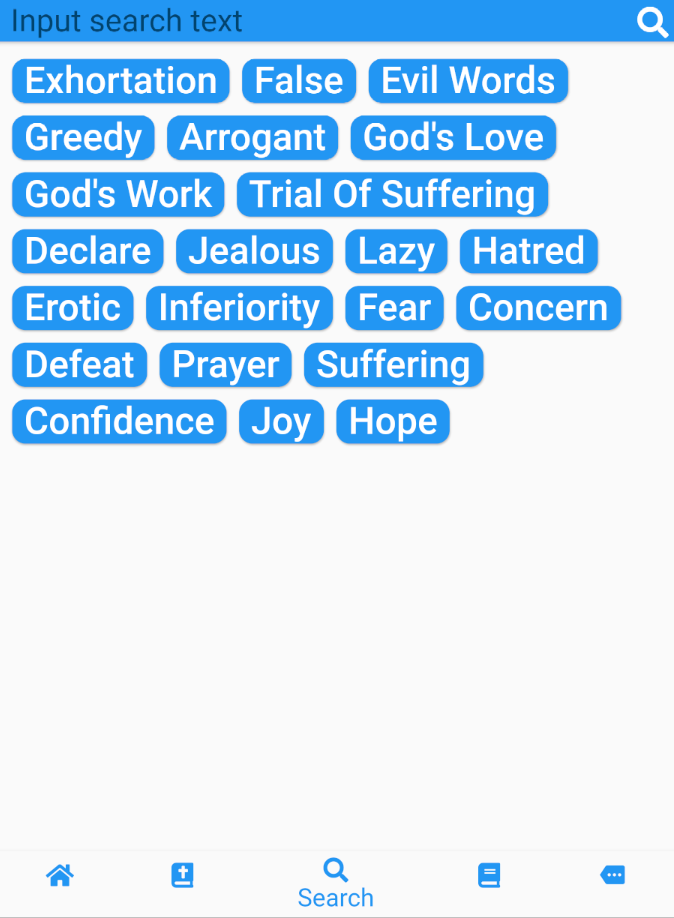 Input search text
Exhortation False Evil Words
Greedy Arrogant God's Love
God's Work Trial Of Suffering
Declare Jealous Lazy Hatred
Erotic Inferiority Fear Concern
Defeat Prayer Suffering
Confidence Joy Hope
Search